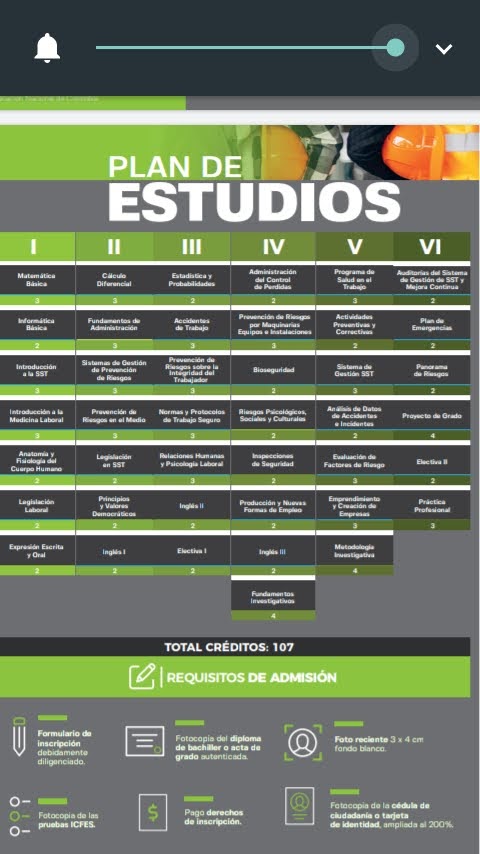 Nacional de Colombia
PLAN DE
ESTUDIOS
I II III IV V VI
Matemática
Básica
Cálculo
Diferencial
Estadística y
Probabilidades
Administración
del Control
de Perdidas
Programa de
Salud en el
Trabajo
Auditorías del Sistema
de Gestión de SST y
Mejora Continua
3 3 2 2 3 2
Informática
Básica
Fundamentos de
Administración
Accidentes
de Trabajo
Prevención de Riesgos
por Maquinarias
Equipos e Instalaciones
Actividades
Preventivas y
Correctivas
Plan de
Emergencias
2 3 3 3 2 2
Introducción
a la SST
Sistemas de Gestión
de Prevención
de Riesgos
Prevención de
Riesgos sobre la
Integridad del
Trabajador
Bioseguridad
Sistema de
Gestión SST
Panorama
de Riesgos
3 3 3 2 3 2
Introducción a la
Medicina Laboral
Prevención de
Riesgos en el Medio
Normas y Protocolos
de Trabajo Seguro
Riesgos Psicológicos,
Sociales y Culturales
Análisis de Datos
de Accidentes
e Incidentes
Proyecto de Grado
3 3 3 2 2 4
Anatomía y
Fisiología del
Cuerpo Humano
Legislación
en SST
Relaciones Humanas
y Psicología Laboral
Inspecciones
de Seguridad
Evaluación de
Factores de Riesgo
Electiva II
2 2 3 2 3 2
Legislación
Laboral
Principios
y Valores
Democráticos
Inglés II
Producción y Nuevas
Formas de Empleo
Emprendimiento
y Creación de
Empresas
Práctica
Profesional
2 2 2 2 3 3
Expresión Escrita
y Oral
Inglés I
Electiva I
Inglés III
Metodología
Investigativa
2 2 2 2 4
Fundamentos
Investigativos
4
TOTAL CRÉDITOS: 107
REQUISITOS DE ADMISIÓN
Formulario de
inscripción
debidamente
diligenciado.
Fotocopia del diploma
de bachiller o acta de
grado autenticada.
Foto reciente 3 x 4 cm
fondo blanco.
Fotocopia de las
pruebas ICFES.
$
Pago derechos
de inscripción.
Fotocopia de la cédula de
ciudadanía o tarjeta
de identidad, ampliada al 200%.